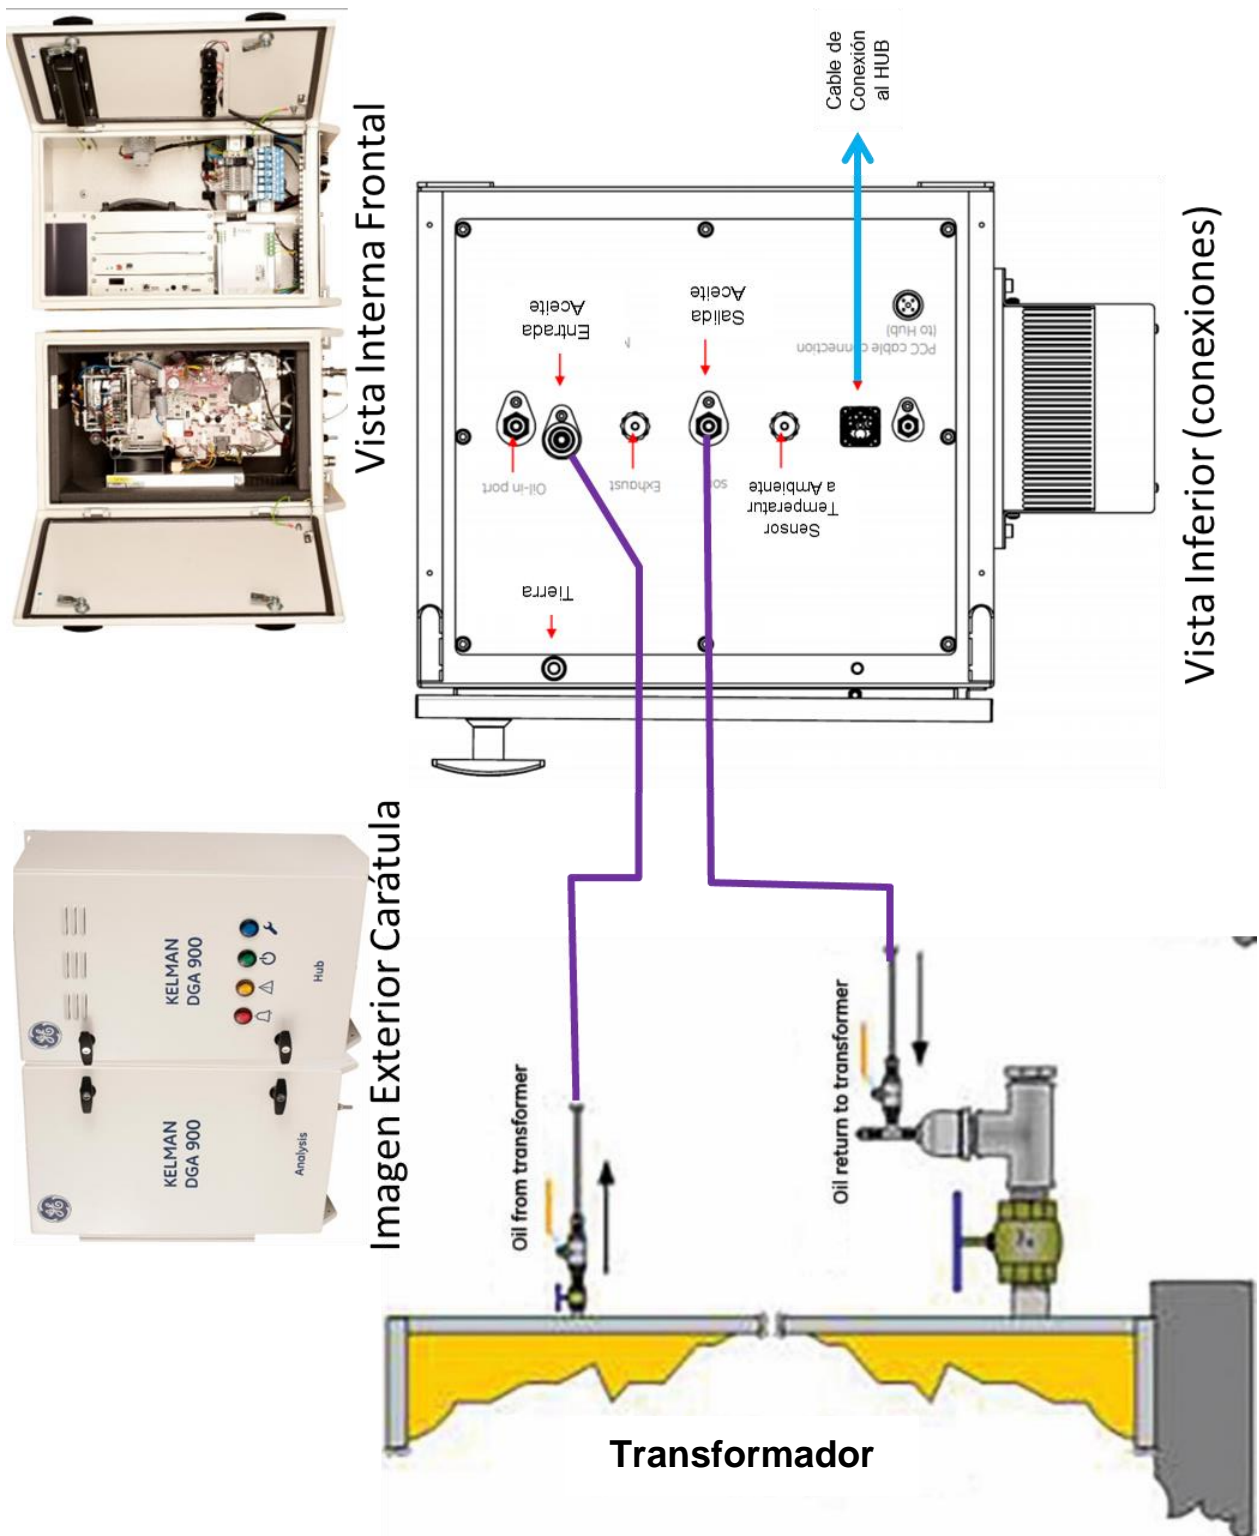 Vista Interna Frontal
Imagen Exterior Carátula
KELMAN
DGA 900
Analysis
KELMAN
DGA 900
Hub
Cable de
Conexión
al HUB
Vista Inferior (conexiones)
Entrada
Aceite
Salida
Aceite
PCC cable connection
(to Hub)
Oil-in port
Exhaust
Sensor
Temperatur
a Ambiente
Tierra
Oil from transformer
Oil return to transformer
Transformador